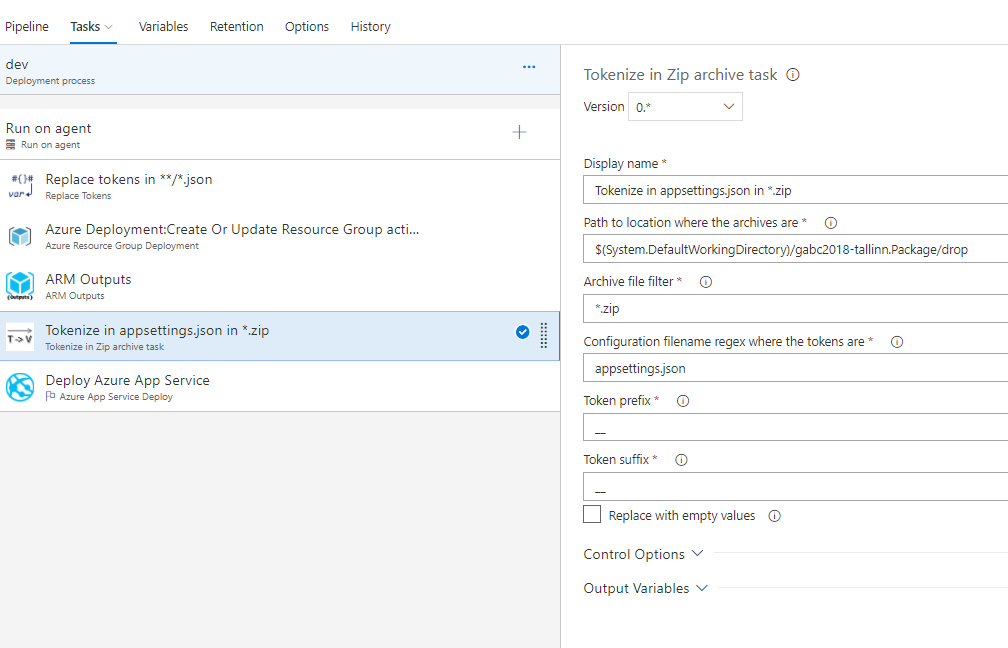 Pipeline Tasks Variables Retention Options History
dev
Deployment process
Run on agent
Run on agent
#{}#
var
Replace tokens in **/*.json
Replace Tokens
Azure Deployment:Create Or Update Resource Group acti...
Azure Resource Group Deployment
{Outputs}
ARM Outputs
ARM Outputs
T->V
Tokenize in appsettings.json in *.zip
Tokenize in Zip archive task
Deploy Azure App Service
Azure App Service Deploy
Tokenize in Zip archive task
Version 0.*
Display name *
Tokenize in appsettings.json in *.zip
Path to location where the archives are *
$(System.DefaultWorkingDirectory)/gabc2018-tallinn.Package/drop
Archive file filter *
*.zip
Configuration filename regex where the tokens are *
appsettings.json
Token prefix *
__
Token suffix *
__
Replace with empty values
Control Options
Output Variables